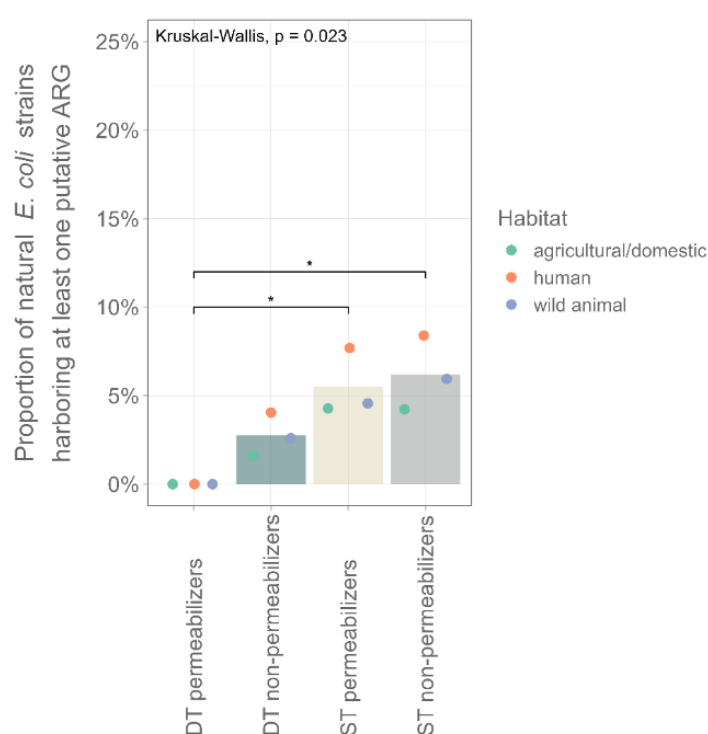 Proportion of natural E. coli strains
harboring at least one putative ARG
Kruskal-Wallis, p = 0.023
25%
20%
15%
*
10%
*
5%
0%
DT permeabilizers
DT non-permeabilizers
ST permeabilizers
ST non-permeabilizers
Habitat
agricultural/domestic
human
wild animal